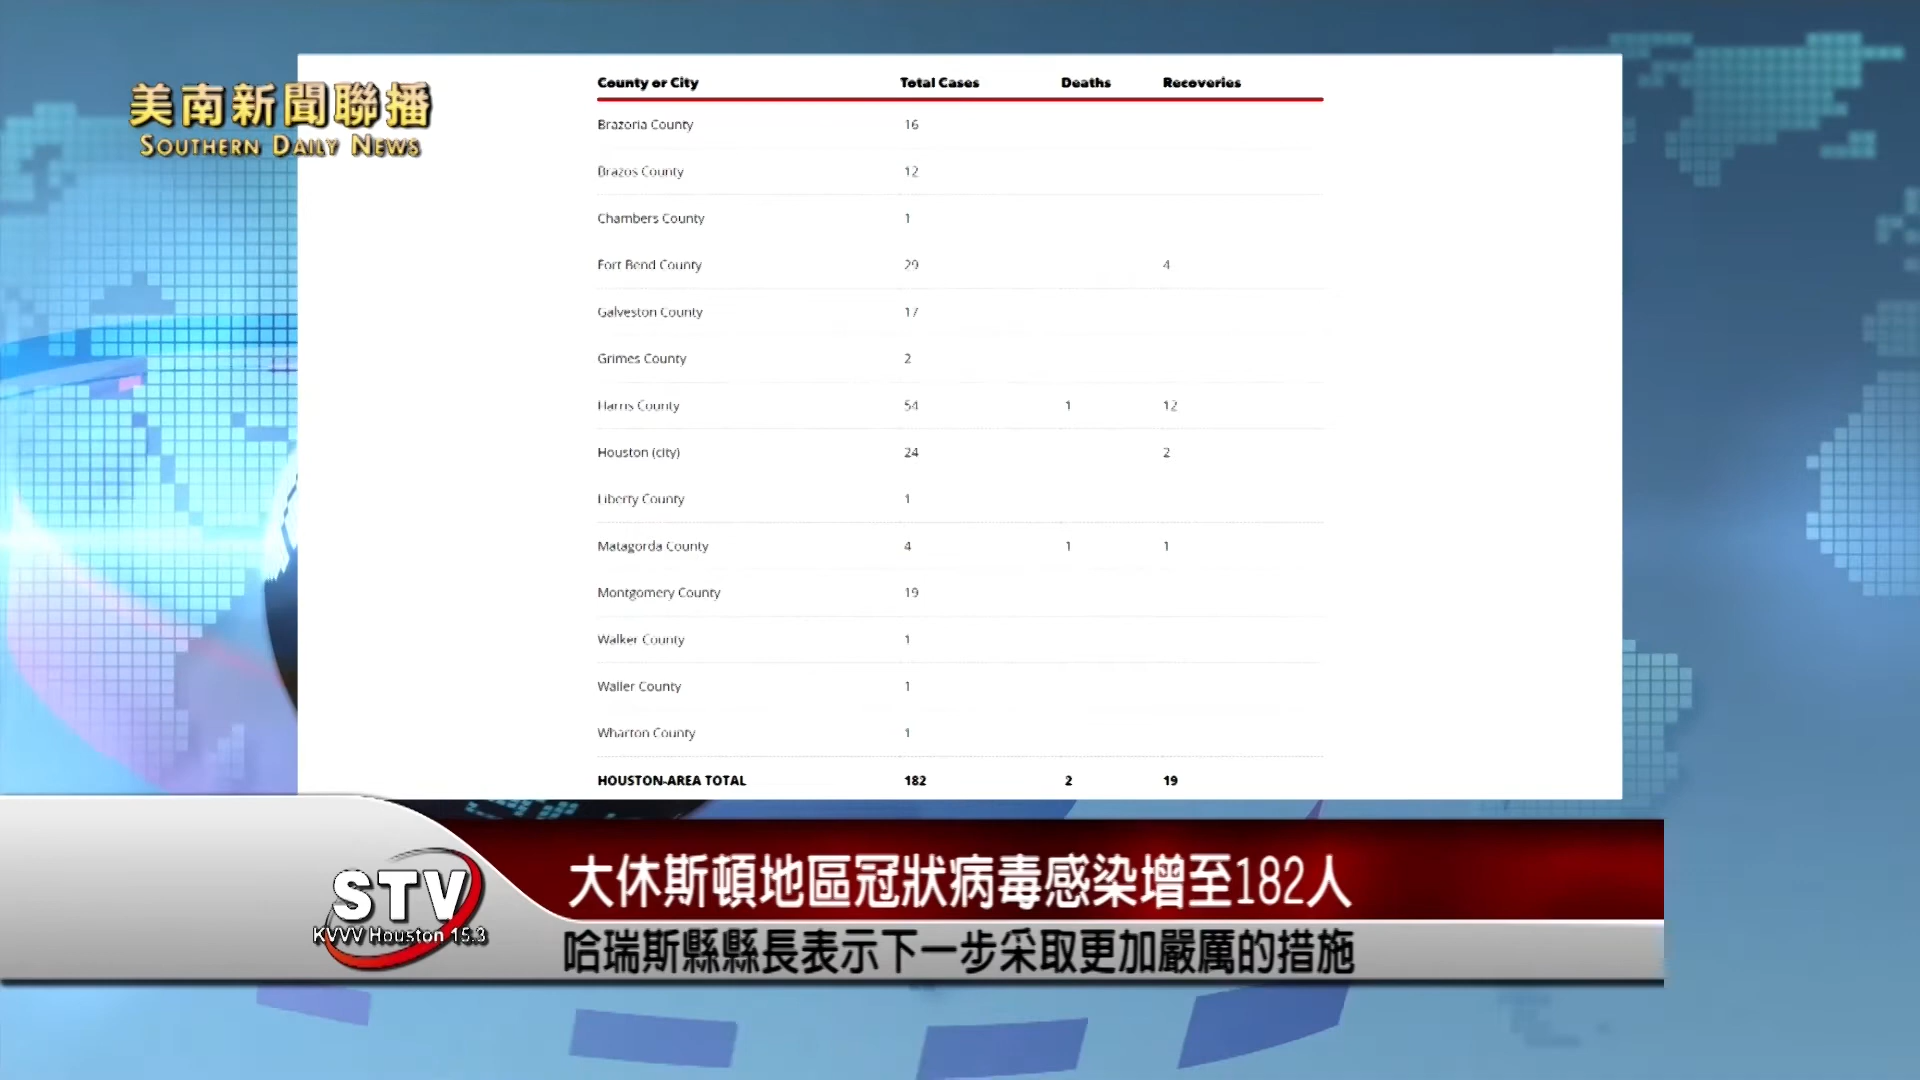 美南新聞聯播
SOUTHERN DAILY NEWS
County or City Total Cases Deaths Recoveries
Brazoria County 16
Brazos County 12
Chambers County 1
Fort Bend County 29 4
Galveston County 17
Grimes County 2
Harris County 54 1 12
Houston (city) 24 2
Liberty County 1
Matagorda County 4 1 1
Montgomery County 19
Walker County 1
Waller County 1
Wharton County 1
HOUSTON-AREA TOTAL 182 2 19
大休斯頓地區冠狀病毒感染增至182人
STV
KVVV Houston 15.3
哈瑞斯縣縣長表示下一步采取更加嚴厲的措施